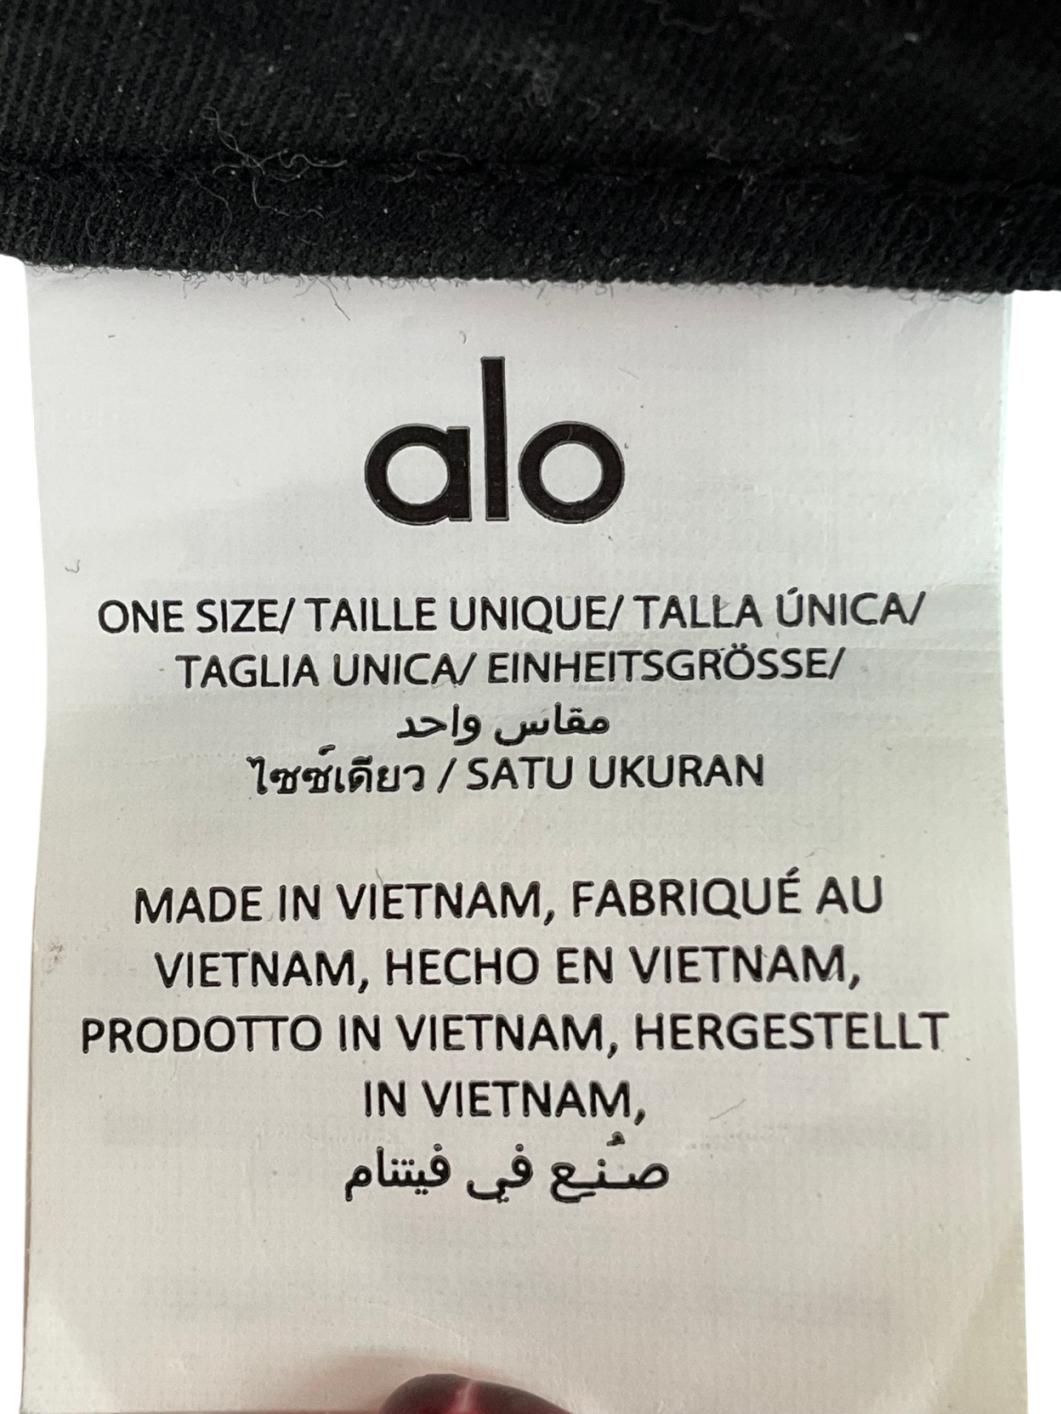 alo
ONE SIZE/ TAILLE UNIQUE/ TALLA ÚNICA/
TAGLIA UNICA/ EINHEITSGRÖSSE/
مقاس واحد
ไซซ์เดียว / SATU UKURAN
MADE IN VIETNAM, FABRIQUÉ AU
VIETNAM, HECHO EN VIETNAM,
PRODOTTO IN VIETNAM, HERGESTELLT
IN VIETNAM,
صُنع في فيتنام